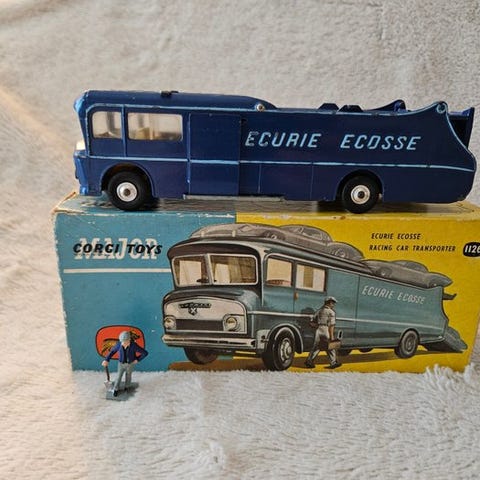 ECURIE ECOSSE
CORGI TOYS
MAJOR
ECURIE ECOSSE
RACING CAR TRANSPORTER
1126
ECURIE ECOSSE